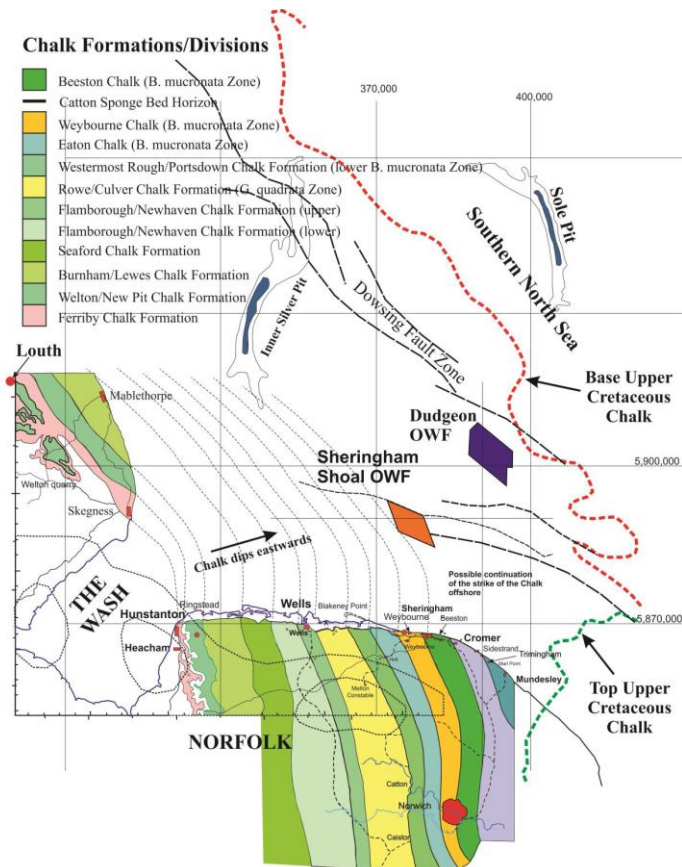 Chalk Formations/Divisions
Beeston Chalk (B. mucronata Zone)
Catton Sponge Bed Horizon
Weybourne Chalk (B. mucronata Zone)
Eaton Chalk (B. mucronata Zone)
Westermost Rough/Portsdown Chalk Formation (lower B. mucronata Zone)
Rowe/Culver Chalk Formation (G. quadrata Zone)
Flamborough/Newhaven Chalk Formation (upper)
Flamborough/Newhaven Chalk Formation (lower)
Seaford Chalk Formation
Burnham/Lewes Chalk Formation
Welton/New Pit Chalk Formation
Ferriby Chalk Formation
370,000
400,000
Sole Pit
Southern North Sea
Inner Silver Pit
Dowsing Fault Zone
Louth
Mablethorpe
Base Upper
Cretaceous
Chalk
Dudgeon
OWF
Sheringham
Shoal OWF
5,900,000
Welton quarry
Skegness
Chalk dips eastwards
Possible continuation
of the strike of the Chalk
offshore
THE WASH
Ringstead
Wells
Blakeney Point
Sheringham
Weybourne
Beeston
5,870,000
Hunstanton
Wells
Weybourne
Cromer
Sidestrand
Heacham
Trimingham
Mundesley
Melton
Constable
Top Upper
Cretaceous
Chalk
NORFOLK
Catton
Norwich
Caistor